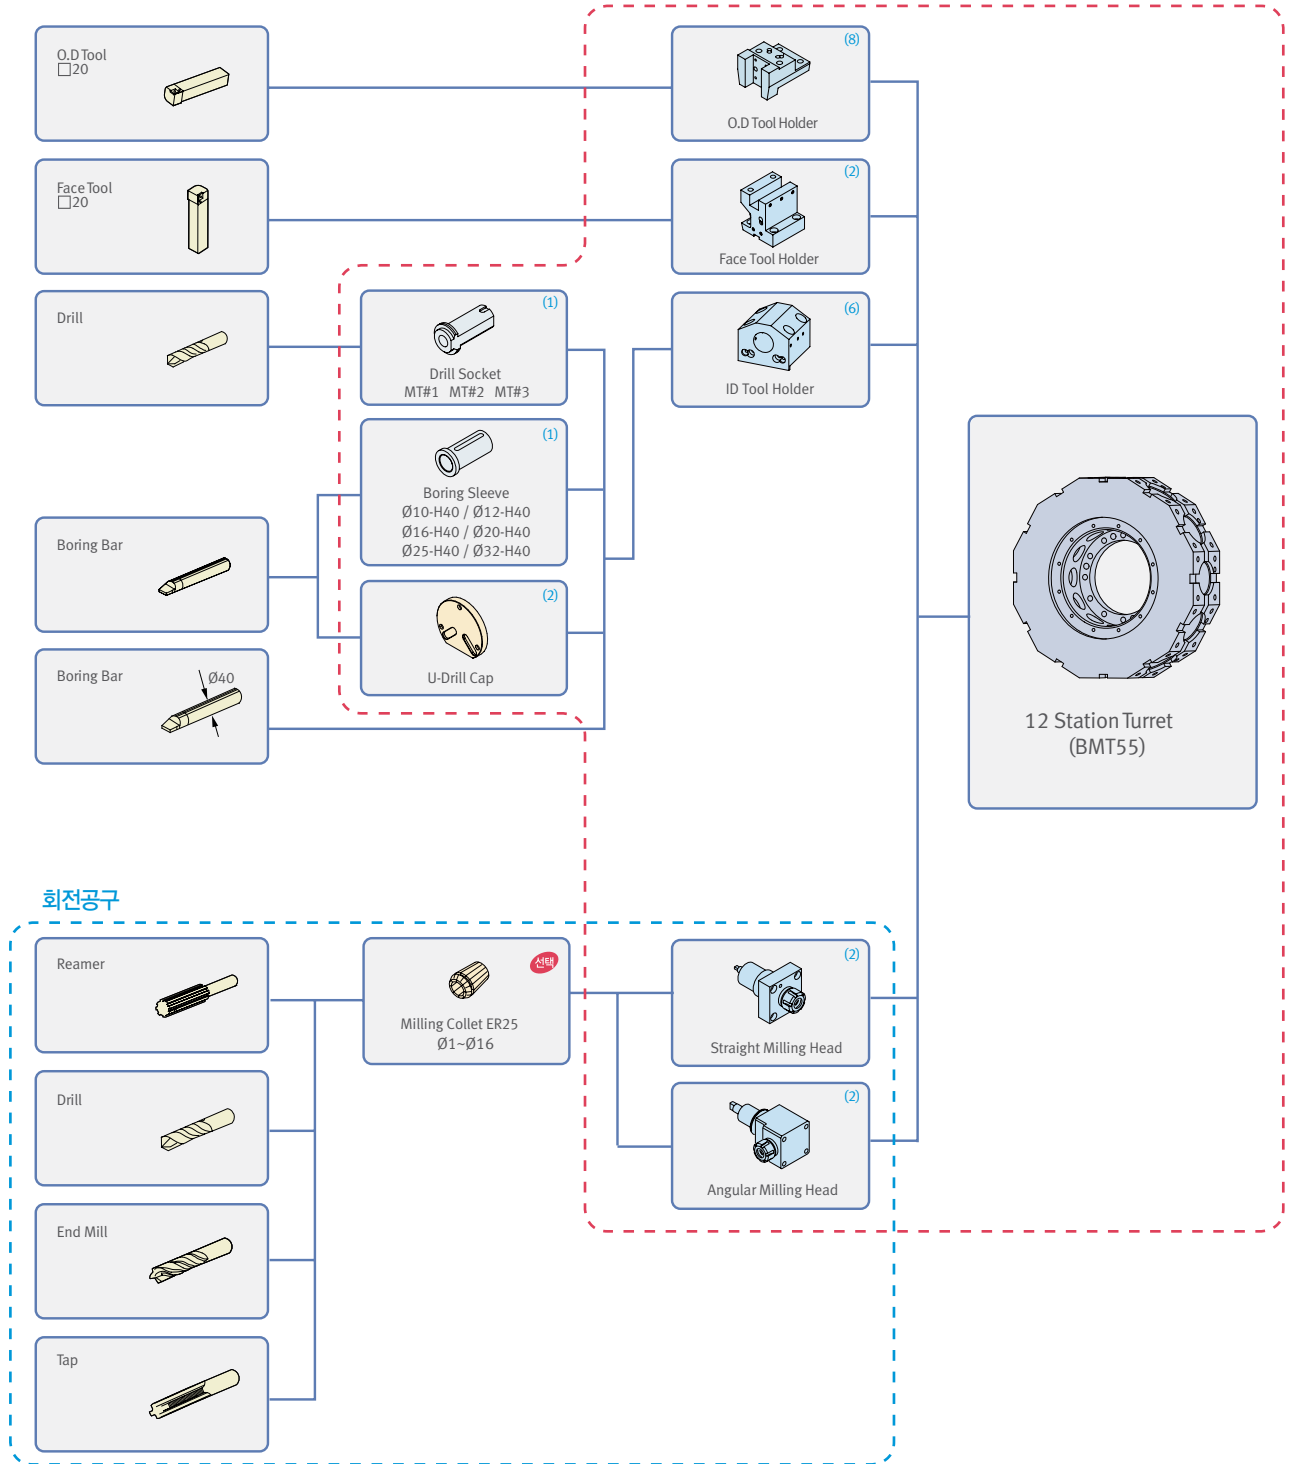 O.D Tool
□20
(8)
O.D Tool Holder
Face Tool
□20
(2)
Face Tool Holder
Drill
(1)
Drill Socket
MT#1 MT#2 MT#3
(6)
ID Tool Holder
(1)
Boring Sleeve
Ø10-H40 / Ø12-H40
Ø16-H40 / Ø20-H40
Ø25-H40 / Ø32-H40
Boring Bar
(2)
U-Drill Cap
Boring Bar
Ø40
12 Station Turret
(BMT55)
회전공구
Reamer
선택
Milling Collet ER25
Ø1~Ø16
(2)
Straight Milling Head
Drill
(2)
Angular Milling Head
End Mill
Tap